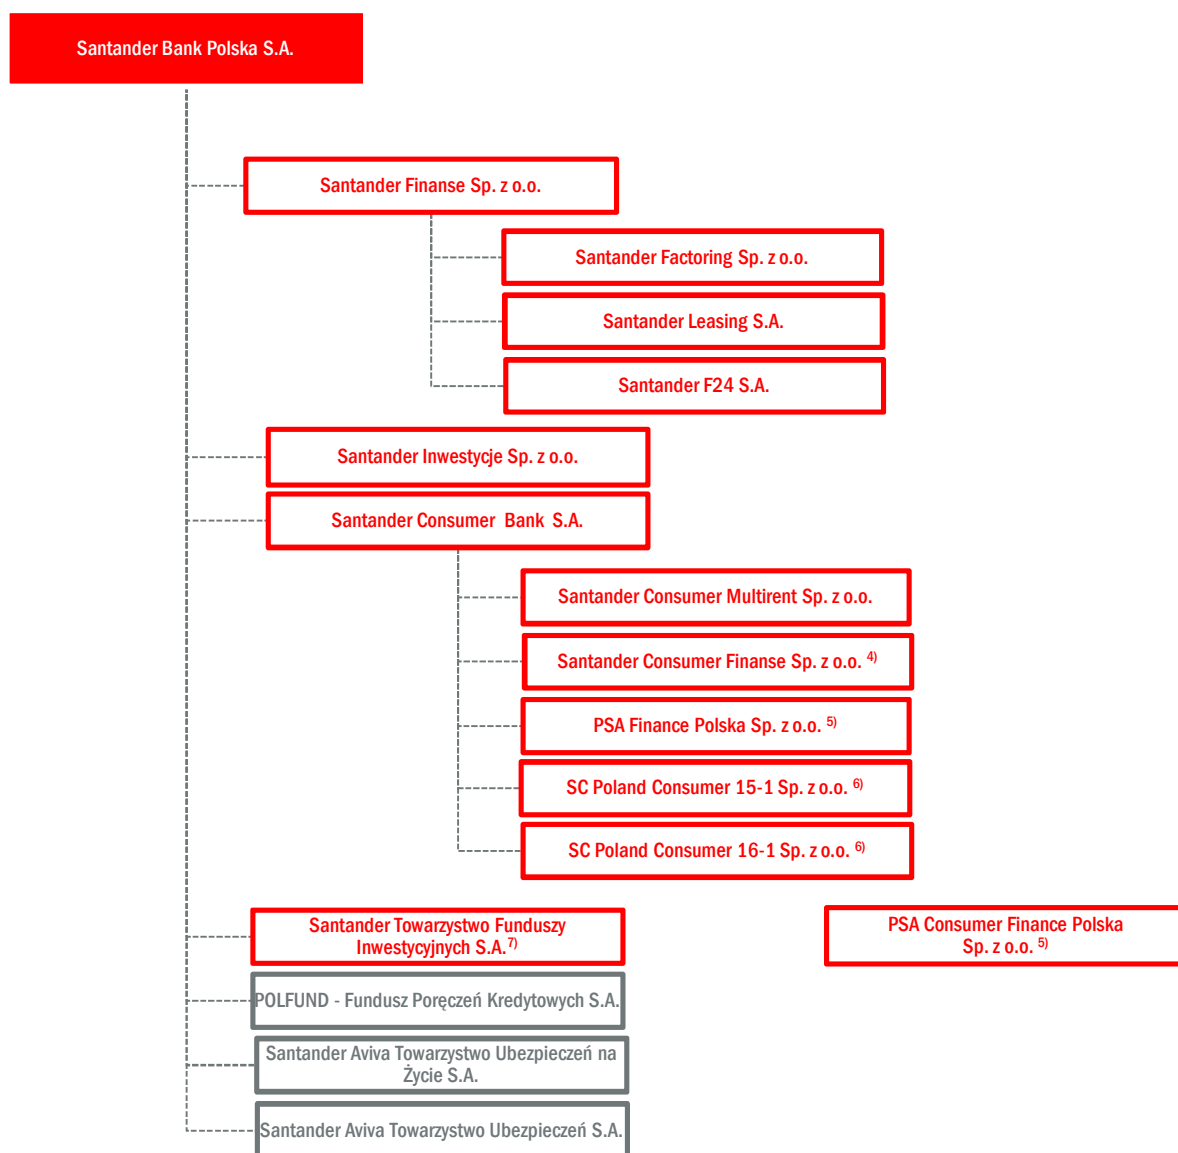 Santander Bank Polska S.A.
Santander Finanse Sp. z o.o.
Santander Factoring Sp. z o.o.
Santander Leasing S.A.
Santander F24 S.A.
Santander Inwestycje Sp. z o.o.
Santander Consumer Bank S.A.
Santander Consumer Multirent Sp. z o.o.
Santander Consumer Finanse Sp. z o.o. 4)
PSA Finance Polska Sp. z o.o. 5)
SC Poland Consumer 15-1 Sp. z o.o. 6)
SC Poland Consumer 16-1 Sp. z o.o. 6)
Santander Towarzystwo Funduszy
Inwestycyjnych S.A.7)
PSA Consumer Finance Polska
Sp. z o.o. 5)
POLFUND - Fundusz Poręczeń Kredytowych S.A.
Santander Aviva Towarzystwo Ubezpieczeń na
Życie S.A.
Santander Aviva Towarzystwo Ubezpieczeń S.A.